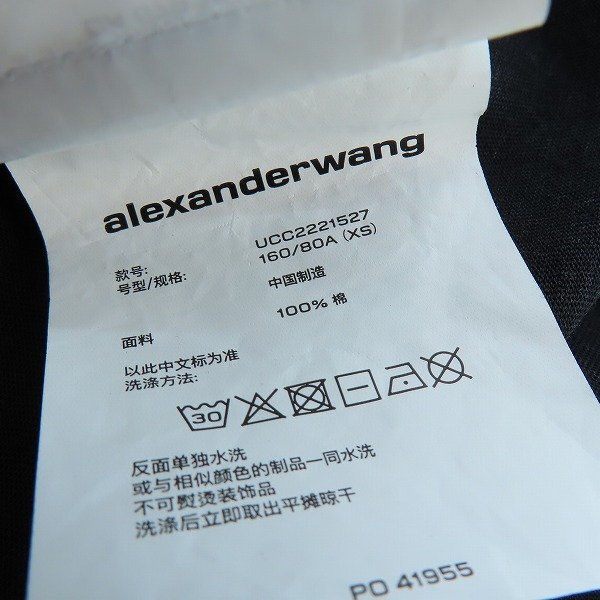 alexanderwang
款号: UCC2221527
号型/规格: 160/80A (XS)
中国制造
面料 100% 棉
以此中文标为准
洗涤方法:
30
反面单独水洗
或与相似颜色的制品一同水洗
不可熨烫装饰品
洗涤后立即取出平摊晾干
PO 41955